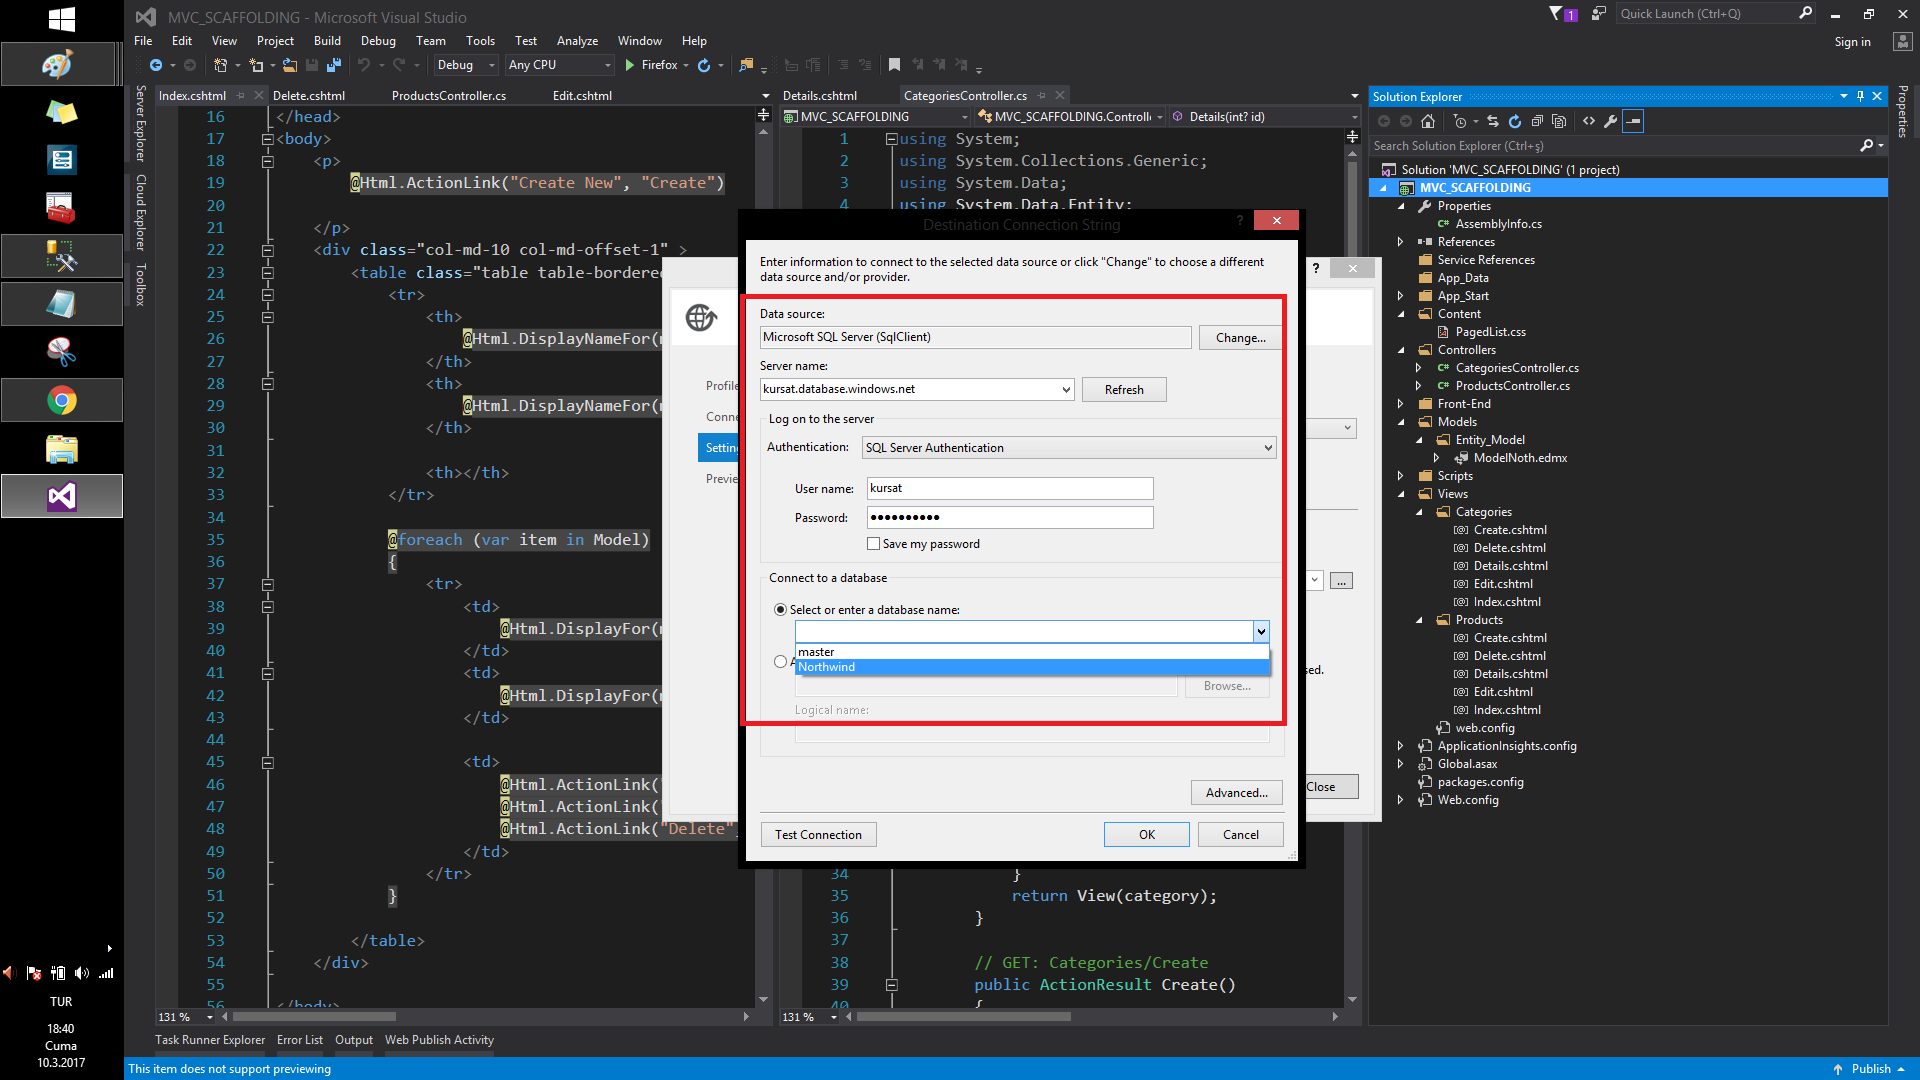 MVC_SCAFFOLDING - Microsoft Visual Studio
1
Quick Launch (Ctrl+Q)
File Edit View Project Build Debug Team Tools Test Analyze Window Help
Sign in
Debug Any CPU Firefox
Server Explorer
Cloud Explorer
Toolbox
Index.cshtml Delete.cshtml ProductsController.cs Edit.cshtml
16 </head>
17 <body>
18 <p>
19 @Html.ActionLink("Create New", "Create")
20
21 </p>
22 <div class="col-md-10 col-md-offset-1" >
23 <table class="table table-bordered
24 <tr>
25 <th>
26 @Html.DisplayNameFor(
27 </th>
28 <th>
29 @Html.DisplayNameFor(
30 </th>
31
32 <th></th>
33 </tr>
34
35 @foreach (var item in Model)
36 {
37 <tr>
38 <td>
39 @Html.DisplayFor(
40 </td>
41 <td>
42 @Html.DisplayFor(
43 </td>
44
45 <td>
46 @Html.ActionLink("
47 @Html.ActionLink("
48 @Html.ActionLink("Delete",
49 </td>
50 </tr>
51 }
52
53 </table>
54 </div>
55
56 </body>
131 %
Details.cshtml CategoriesController.cs
MVC_SCAFFOLDING MVC_SCAFFOLDING.Controlle Details(int? id)
1 using System;
2 using System.Collections.Generic;
3 using System.Data;
4 using System.Data.Entity;
34 }
35 return View(category);
36 }
37
38 // GET: Categories/Create
39 public ActionResult Create()
40 {
131 %
Profile
Conne
Setting
Previe
?
...
sed.
Close
Destination Connection String
?
Enter information to connect to the selected data source or click "Change" to choose a different
data source and/or provider.
Data source:
Microsoft SQL Server (SqlClient)
Change...
Server name:
kursat.database.windows.net
Refresh
Log on to the server
Authentication: SQL Server Authentication
User name: kursat
Password: ●●●●●●●●●●
Save my password
Connect to a database
Select or enter a database name:
master
Northwind
Browse...
Logical name:
Advanced...
Test Connection OK Cancel
Solution Explorer
Search Solution Explorer (Ctrl+ş)
Solution 'MVC_SCAFFOLDING' (1 project)
MVC_SCAFFOLDING
Properties
C# AssemblyInfo.cs
References
Service References
App_Data
App_Start
Content
PagedList.css
Controllers
C# CategoriesController.cs
C# ProductsController.cs
Front-End
Models
Entity_Model
ModelNoth.edmx
Scripts
Views
Categories
Create.cshtml
Delete.cshtml
Details.cshtml
Edit.cshtml
Index.cshtml
Products
Create.cshtml
Delete.cshtml
Details.cshtml
Edit.cshtml
Index.cshtml
web.config
ApplicationInsights.config
Global.asax
packages.config
Web.config
Properties
Task Runner Explorer Error List Output Web Publish Activity
This item does not support previewing
Publish
TUR
18:40
Cuma
10.3.2017